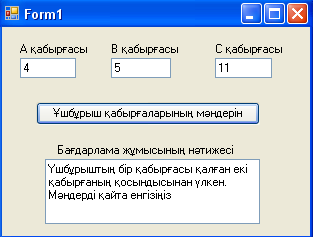 Form1
А қабырғасы В қабырғасы С қабырғасы
4 5 11
Үшбұрыш қабырғаларының мәндерін
Бағдарлама жұмысының нәтижесі
Үшбұрыштың бір қабырғасы қалған екі
қабырғаның қосындысынан үлкен.
Мәндерді қайта енгізіңіз